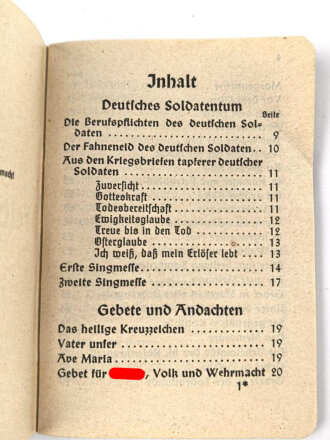 Inhalt
Deutsches Soldatentum
Seite
Die Berufspflichten des deutschen Sol-
daten . . . . . . . . . . . . . . . . . . 9
Der Fahneneid des deutschen Soldaten . . 10
Aus den Kriegsbriefen tapferer deutscher
Soldaten . . . . . . . . . . . . . . . . 11
Zuversicht . . . . . . . . . . . . . . . 11
Gotteskraft . . . . . . . . . . . . . . 11
Todesbereitschaft . . . . . . . . . . . 11
Ewigkeitsglaube . . . . . . . . . . . . 12
Treue bis in den Tod . . . . . . . . . . 12
Osterglaube . . . . . . . . . . . . . . 13
Ich weiß, daß mein Erlöser lebt . . . . 13
Erste Singmesse . . . . . . . . . . . . 14
Zweite Singmesse . . . . . . . . . . . . 17
Gebete und Andachten
Das heilige Kreuzzeichen . . . . . . . . 19
Vater unser . . . . . . . . . . . . . . 19
Ave Maria . . . . . . . . . . . . . . . 19
Gebet für , Volk und Wehrmacht 20
1*